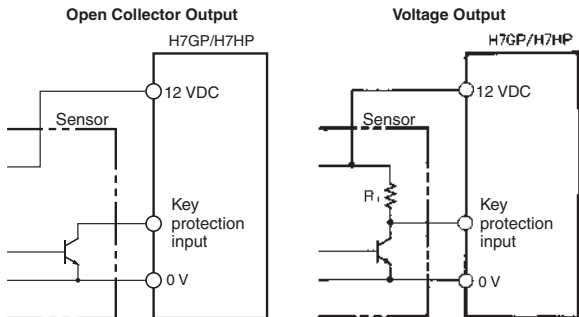 Open Collector Output
H7GP/H7HP
12 VDC
Sensor
Key
protection
input
0 V
Voltage Output
H7GP/H7HP
12 VDC
Sensor
R
Key
protection
input
0 V